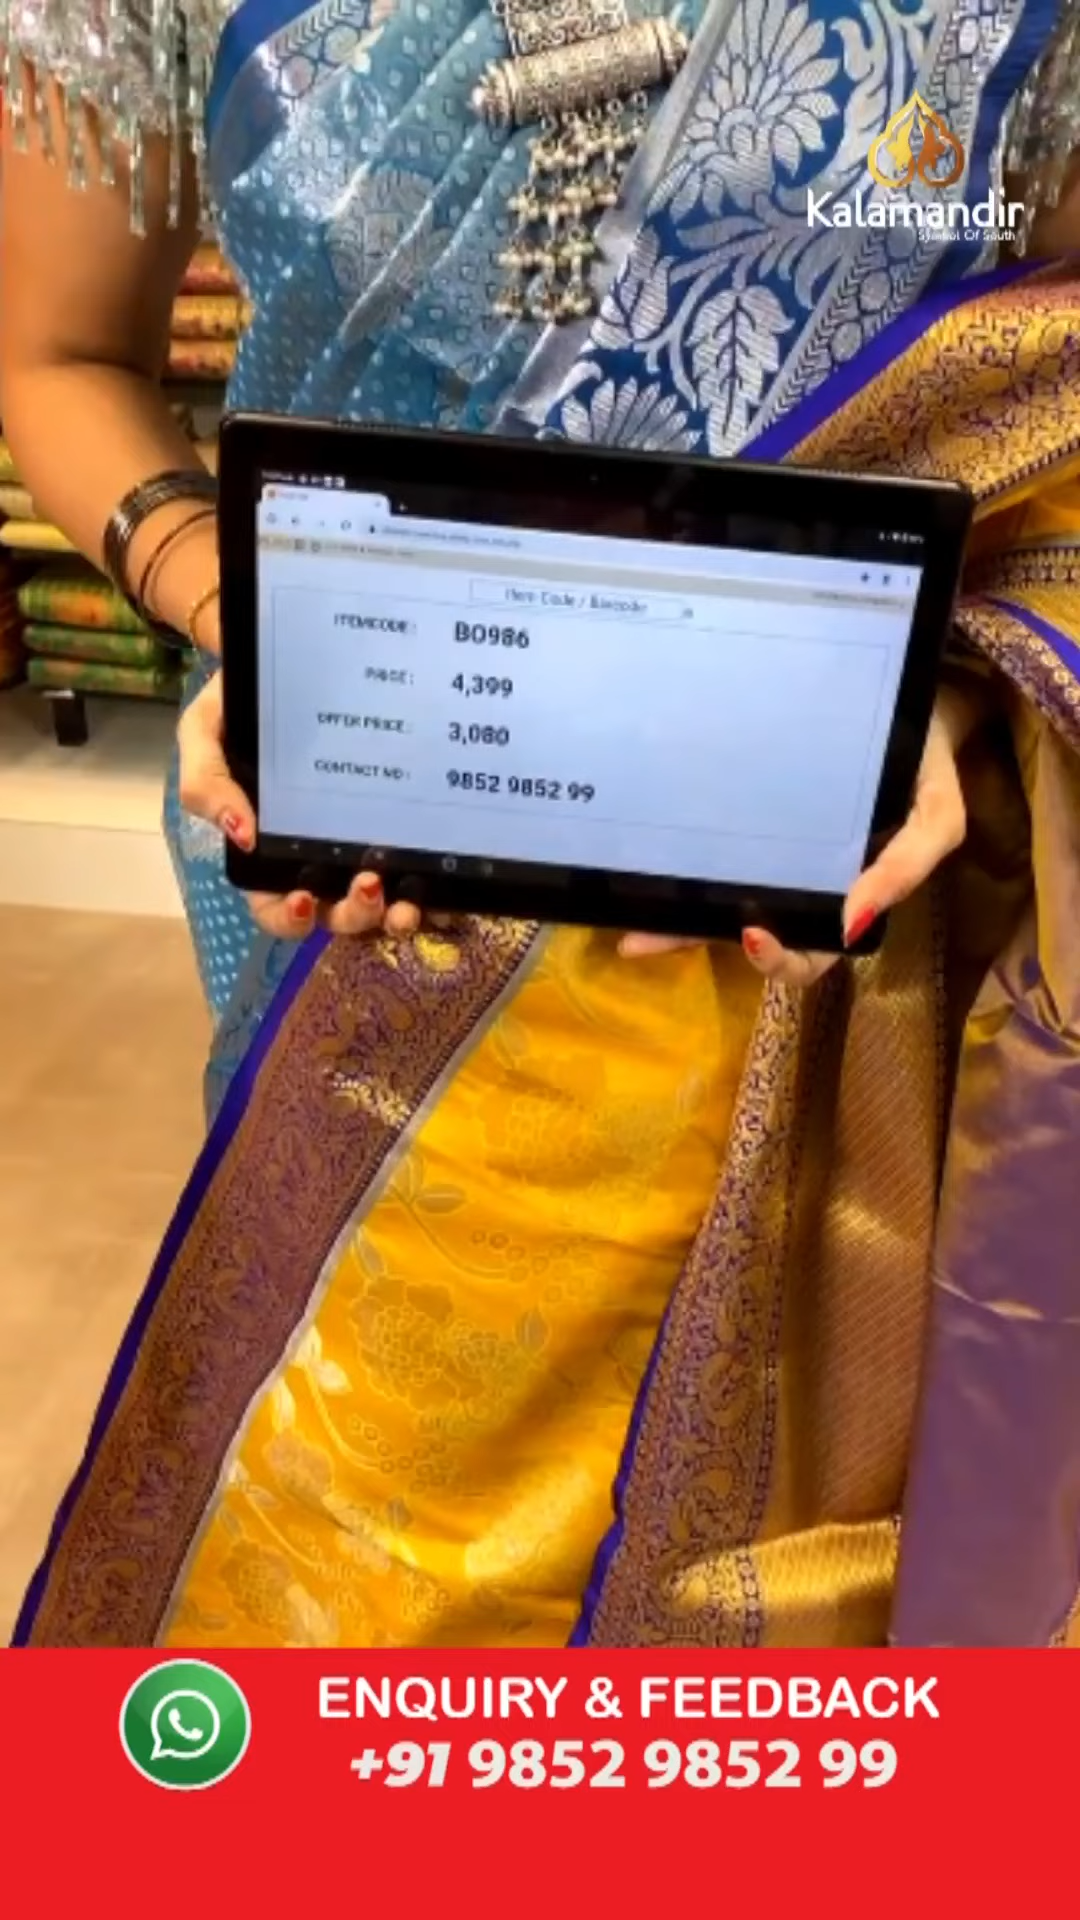 Kalamandir
Symbol Of South
Item Code / Barcode
ITEMCODE: BO986
PRICE: 4,399
OFFER PRICE: 3,080
CONTACT NO: 9852 9852 99
ENQUIRY & FEEDBACK
+91 9852 9852 99